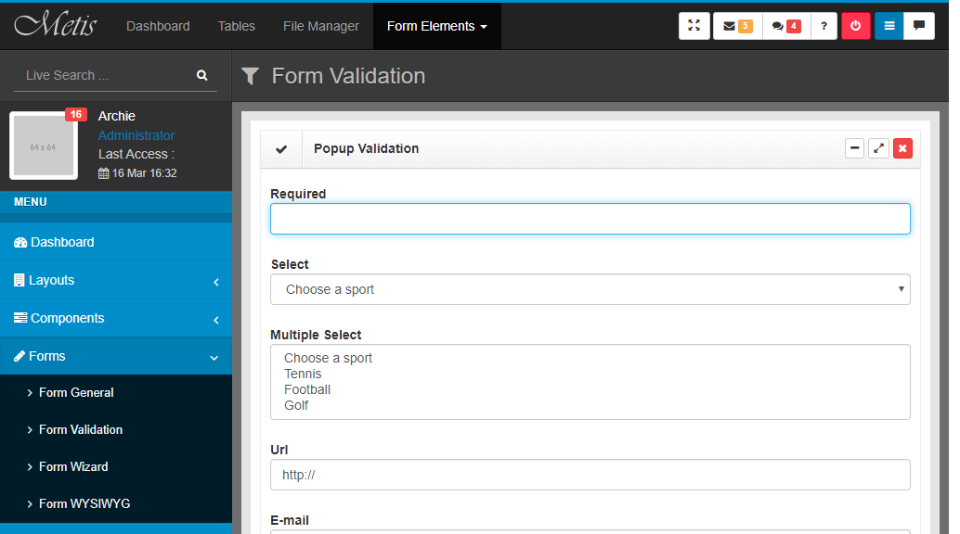 Metis Dashboard Tables File Manager Form Elements 5 4 ?
Live Search ...
Form Validation
16
64 x 64
Archie
Administrator
Last Access :
16 Mar 16:32
MENU
Dashboard
Layouts
Components
Forms
Form General
Form Validation
Form Wizard
Form WYSIWYG
Popup Validation
Required
Select
Choose a sport
Multiple Select
Choose a sport
Tennis
Football
Golf
Url
http://
E-mail